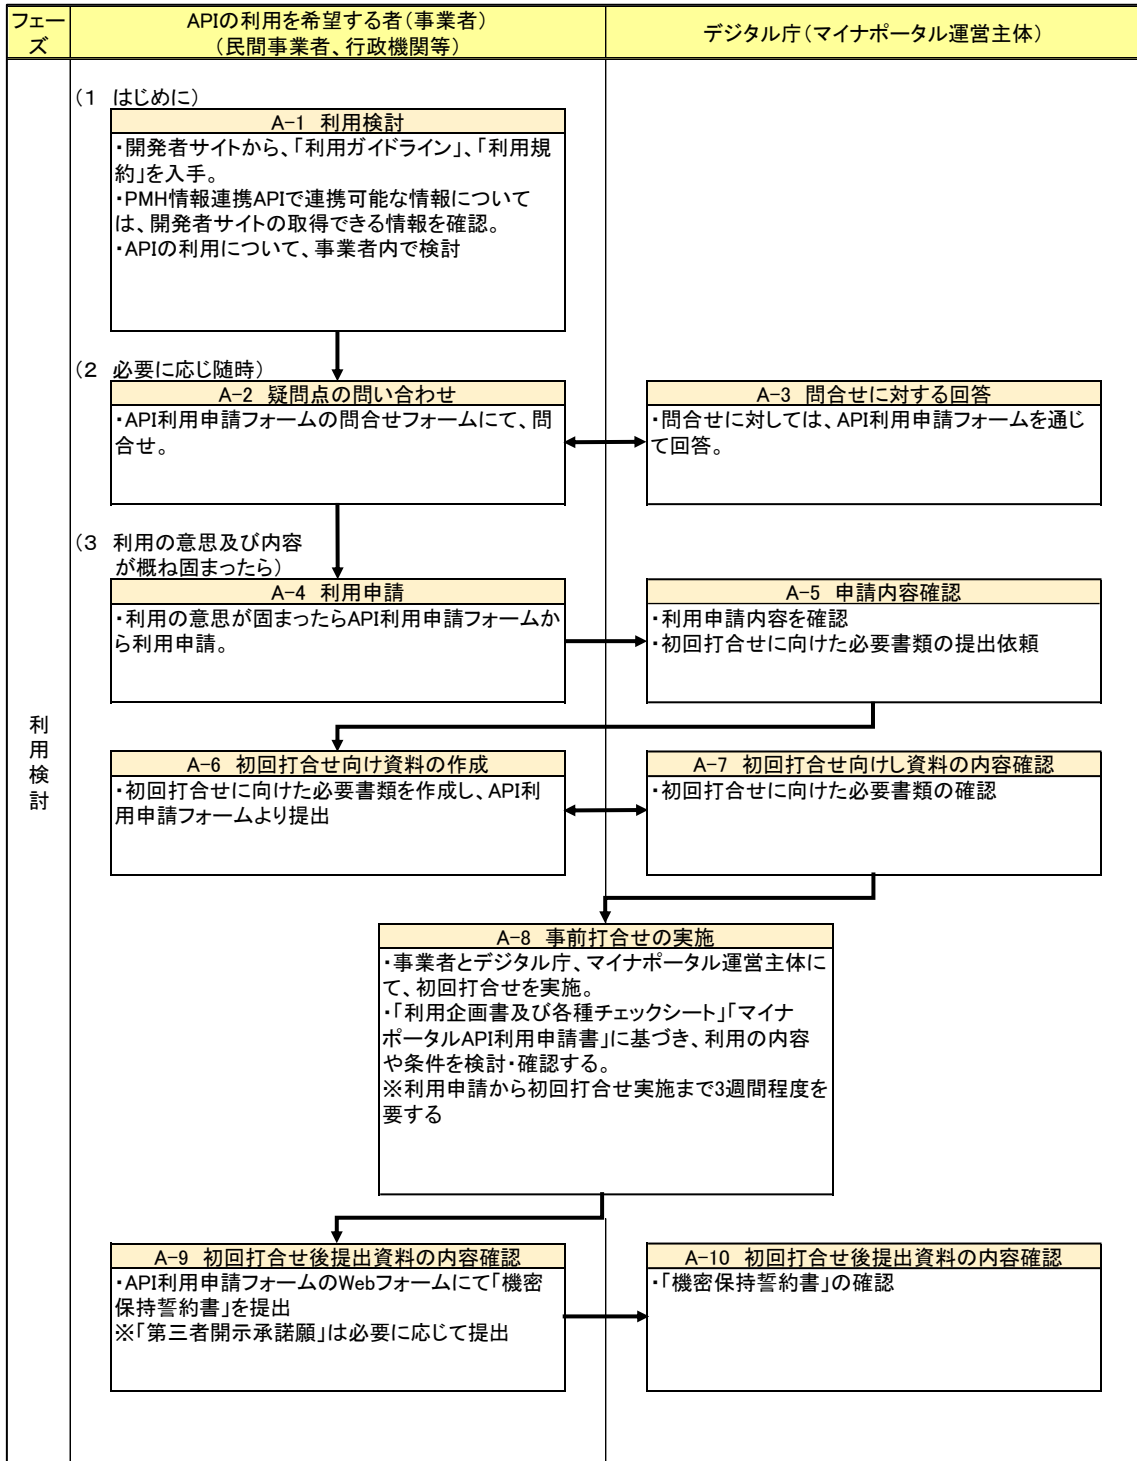 フェー
ズ
APIの利用を希望する者(事業者)
(民間事業者、行政機関等)
デジタル庁(マイナポータル運営主体)
利
用
検
討
(1 はじめに)
A-1 利用検討
・開発者サイトから、「利用ガイドライン」、「利用規
約」を入手。
・PMH情報連携APIで連携可能な情報について
は、開発者サイトの取得できる情報を確認。
・APIの利用について、事業者内で検討
(2 必要に応じ随時)
A-2 疑問点の問い合わせ
・API利用申請フォームの問合せフォームにて、問
合せ。
A-3 問合せに対する回答
・問合せに対しては、API利用申請フォームを通じ
て回答。
(3 利用の意思及び内容
が概ね固まったら)
A-4 利用申請
・利用の意思が固まったらAPI利用申請フォームか
ら利用申請。
A-5 申請内容確認
・利用申請内容を確認
・初回打合せに向けた必要書類の提出依頼
A-6 初回打合せ向け資料の作成
・初回打合せに向けた必要書類を作成し、API利
用申請フォームより提出
A-7 初回打合せ向けし資料の内容確認
・初回打合せに向けた必要書類の確認
A-8 事前打合せの実施
・事業者とデジタル庁、マイナポータル運営主体に
て、初回打合せを実施。
・「利用企画書及び各種チェックシート」「マイナ
ポータルAPI利用申請書」に基づき、利用の内容
や条件を検討・確認する。
※利用申請から初回打合せ実施まで3週間程度を
要する
A-9 初回打合せ後提出資料の内容確認
・API利用申請フォームのWebフォームにて「機密
保持誓約書」を提出
※「第三者開示承諾願」は必要に応じて提出
A-10 初回打合せ後提出資料の内容確認
・「機密保持誓約書」の確認